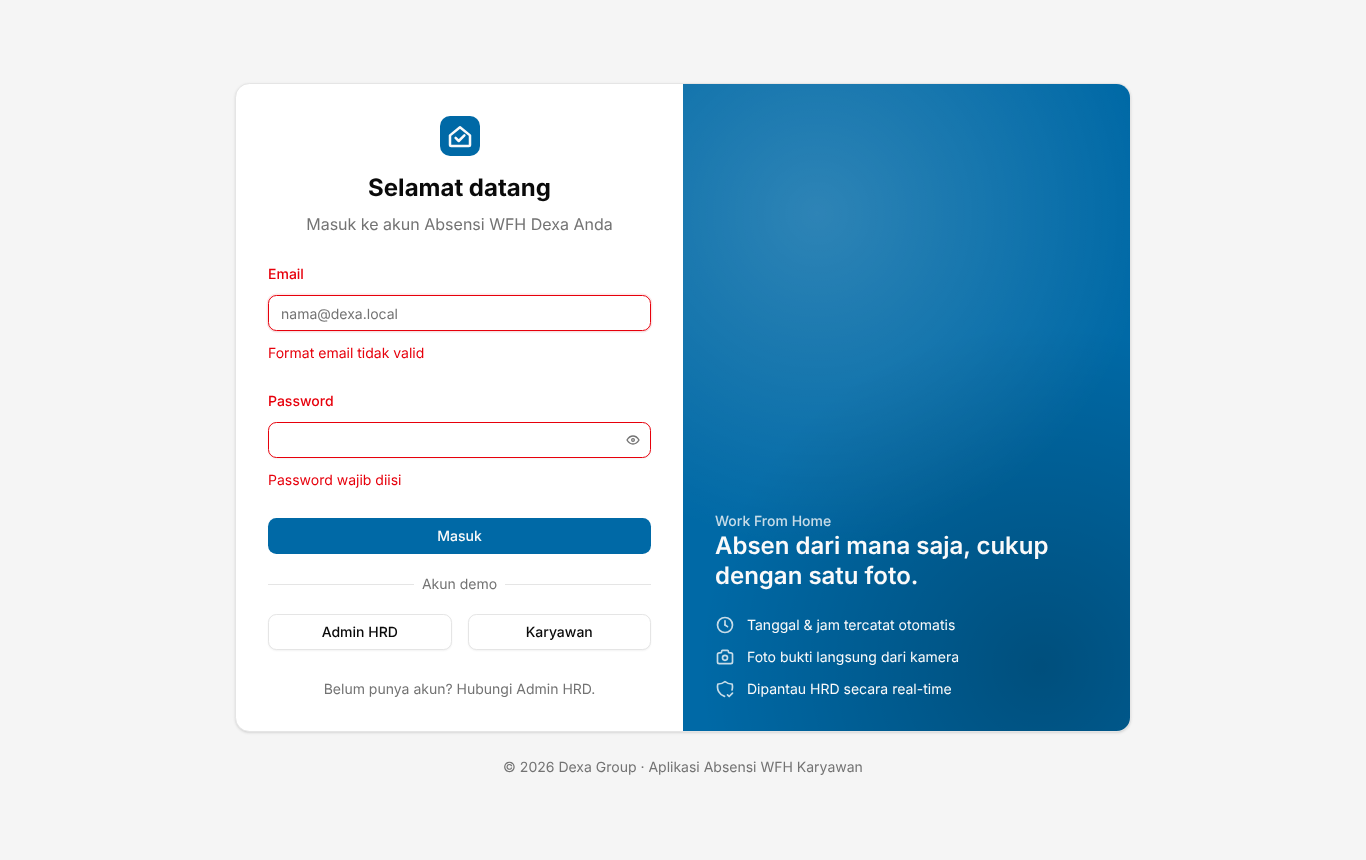 Selamat datang
Masuk ke akun Absensi WFH Dexa Anda
Email
nama@dexa.local
Format email tidak valid
Password
Password wajib diisi
Masuk
Akun demo
Admin HRD
Karyawan
Belum punya akun? Hubungi Admin HRD.
Work From Home
Absen dari mana saja, cukup
dengan satu foto.
Tanggal & jam tercatat otomatis
Foto bukti langsung dari kamera
Dipantau HRD secara real-time
© 2026 Dexa Group · Aplikasi Absensi WFH Karyawan